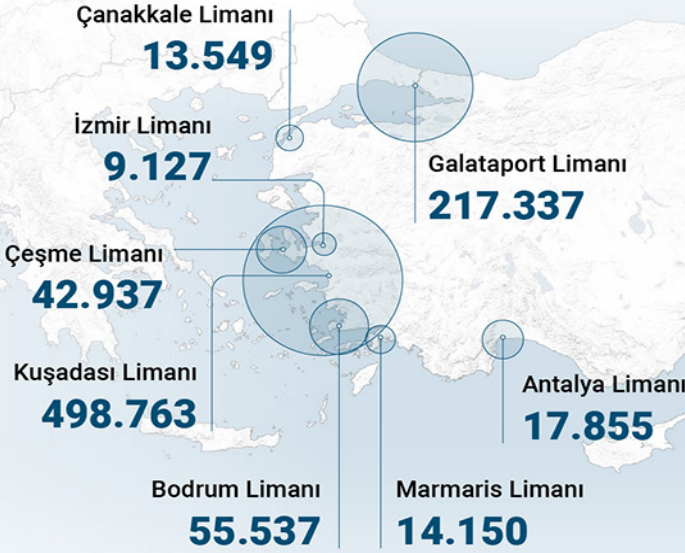 Çanakkale Limanı
13.549
İzmir Limanı
9.127
Galataport Limanı
217.337
Çeşme Limanı
42.937
Kuşadası Limanı
498.763
Antalya Limanı
17.855
Bodrum Limanı
55.537
Marmaris Limanı
14.150